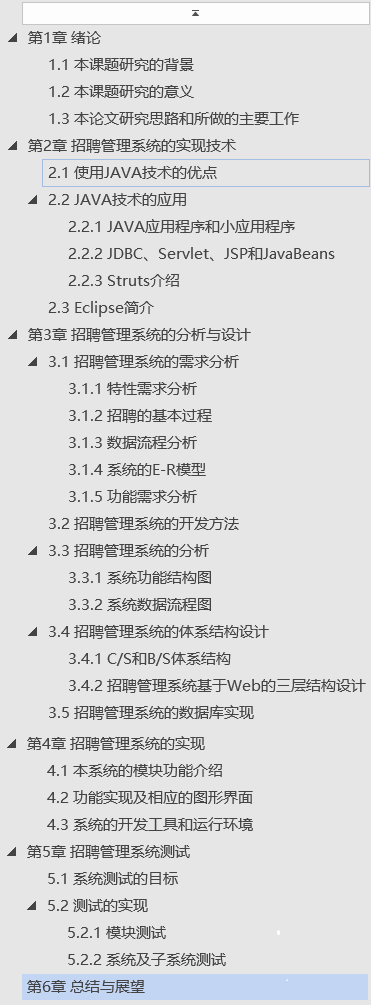 第1章 绪论
1.1 本课题研究的背景
1.2 本课题研究的意义
1.3 本论文研究思路和所做的主要工作
第2章 招聘管理系统的实现技术
2.1 使用JAVA技术的优点
2.2 JAVA技术的应用
2.2.1 JAVA应用程序和小应用程序
2.2.2 JDBC、Servlet、JSP和JavaBeans
2.2.3 Struts介绍
2.3 Eclipse简介
第3章 招聘管理系统的分析与设计
3.1 招聘管理系统的需求分析
3.1.1 特性需求分析
3.1.2 招聘的基本过程
3.1.3 数据流程分析
3.1.4 系统的E-R模型
3.1.5 功能需求分析
3.2 招聘管理系统的开发方法
3.3 招聘管理系统的分析
3.3.1 系统功能结构图
3.3.2 系统数据流程图
3.4 招聘管理系统的体系结构设计
3.4.1 C/S和B/S体系结构
3.4.2 招聘管理系统基于Web的三层结构设计
3.5 招聘管理系统的数据库实现
第4章 招聘管理系统的实现
4.1 本系统的模块功能介绍
4.2 功能实现及相应的图形界面
4.3 系统的开发工具和运行环境
第5章 招聘管理系统测试
5.1 系统测试的目标
5.2 测试的实现
5.2.1 模块测试
5.2.2 系统及子系统测试
第6章 总结与展望